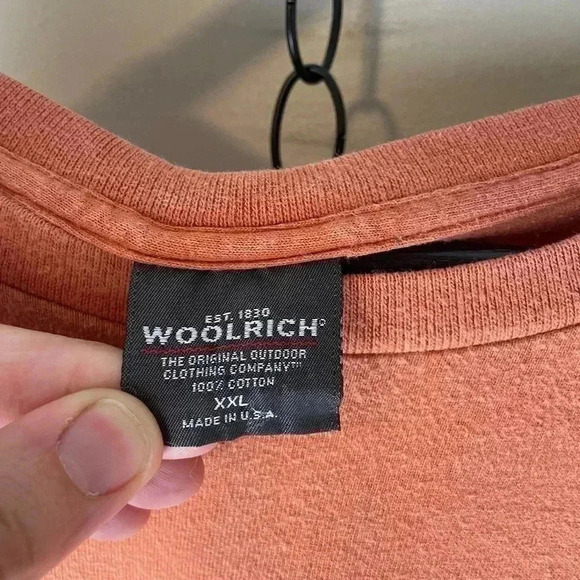 EST. 1830
WOOLRICH®
THE ORIGINAL OUTDOOR
CLOTHING COMPANY™
100% COTTON
XXL
MADE IN U.S.A.